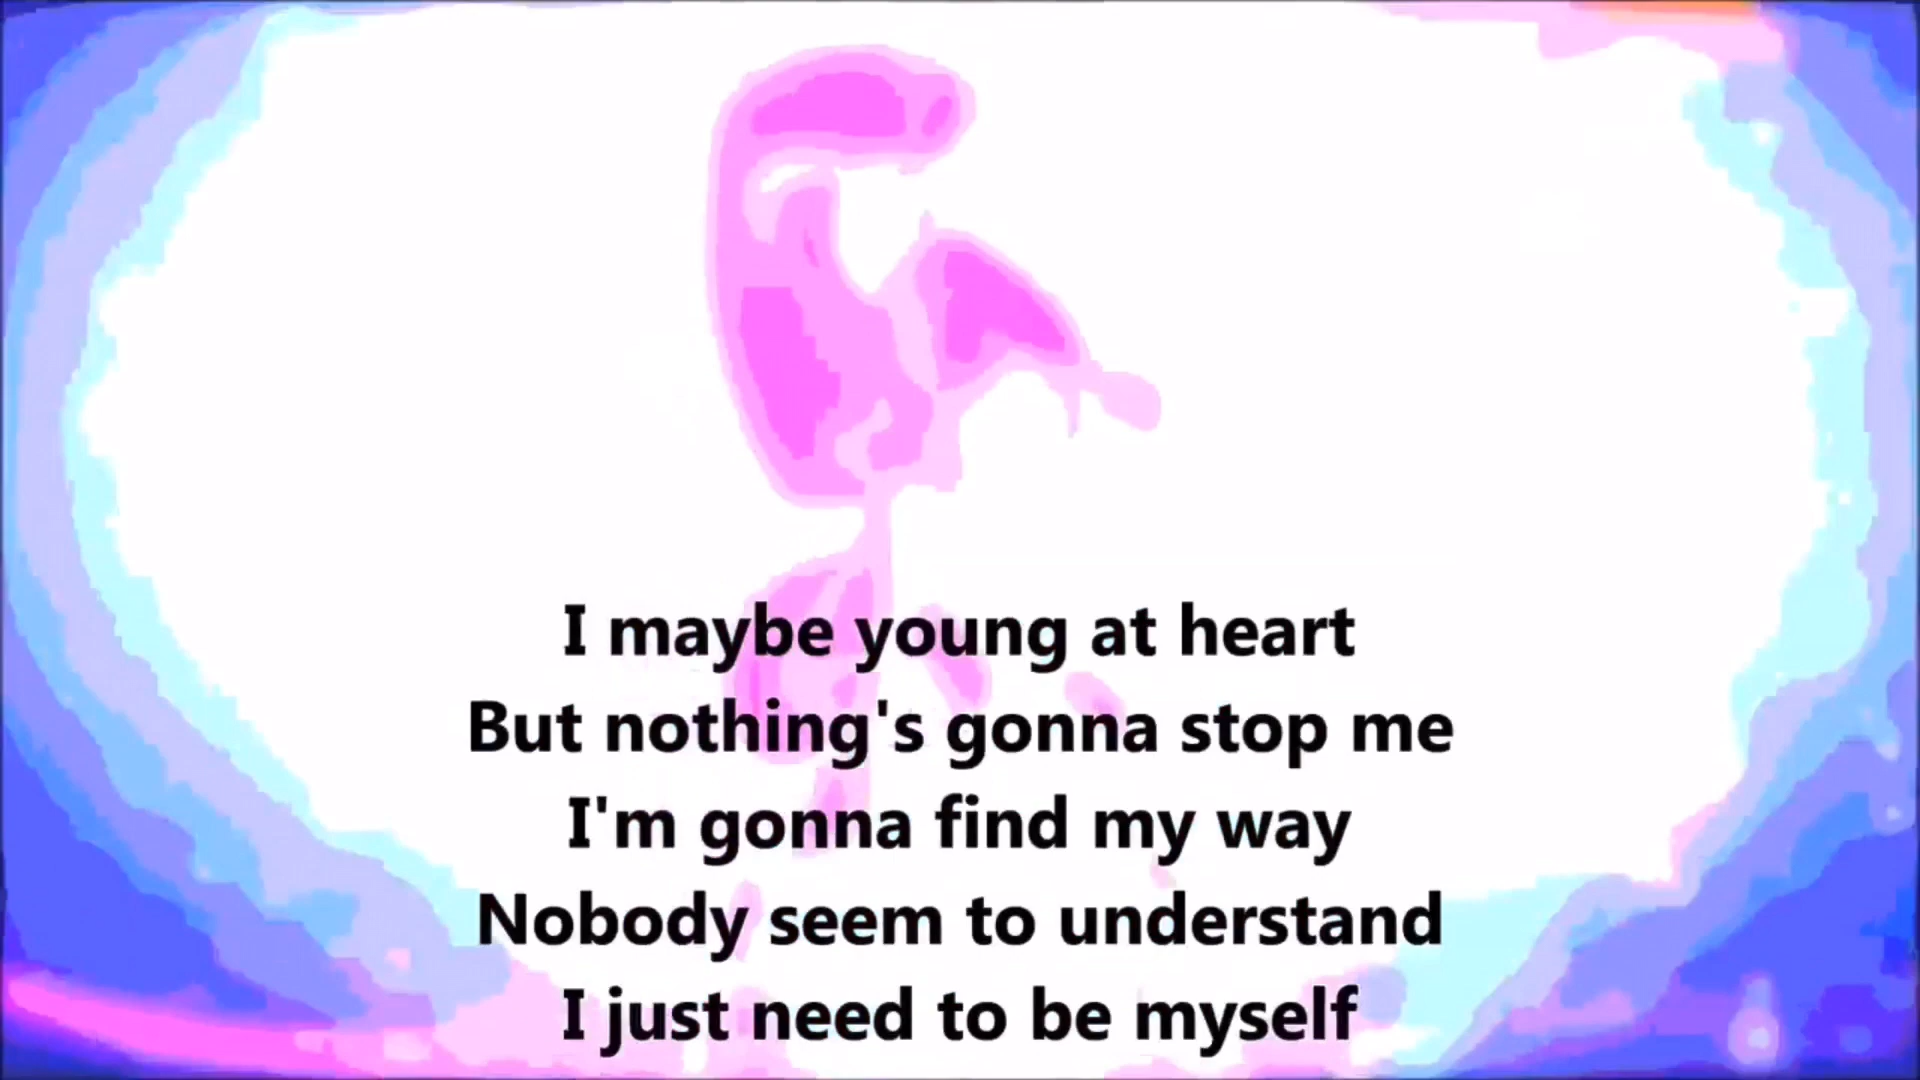 I maybe young at heart
But nothing's gonna stop me
I'm gonna find my way
Nobody seem to understand
I just need to be myself